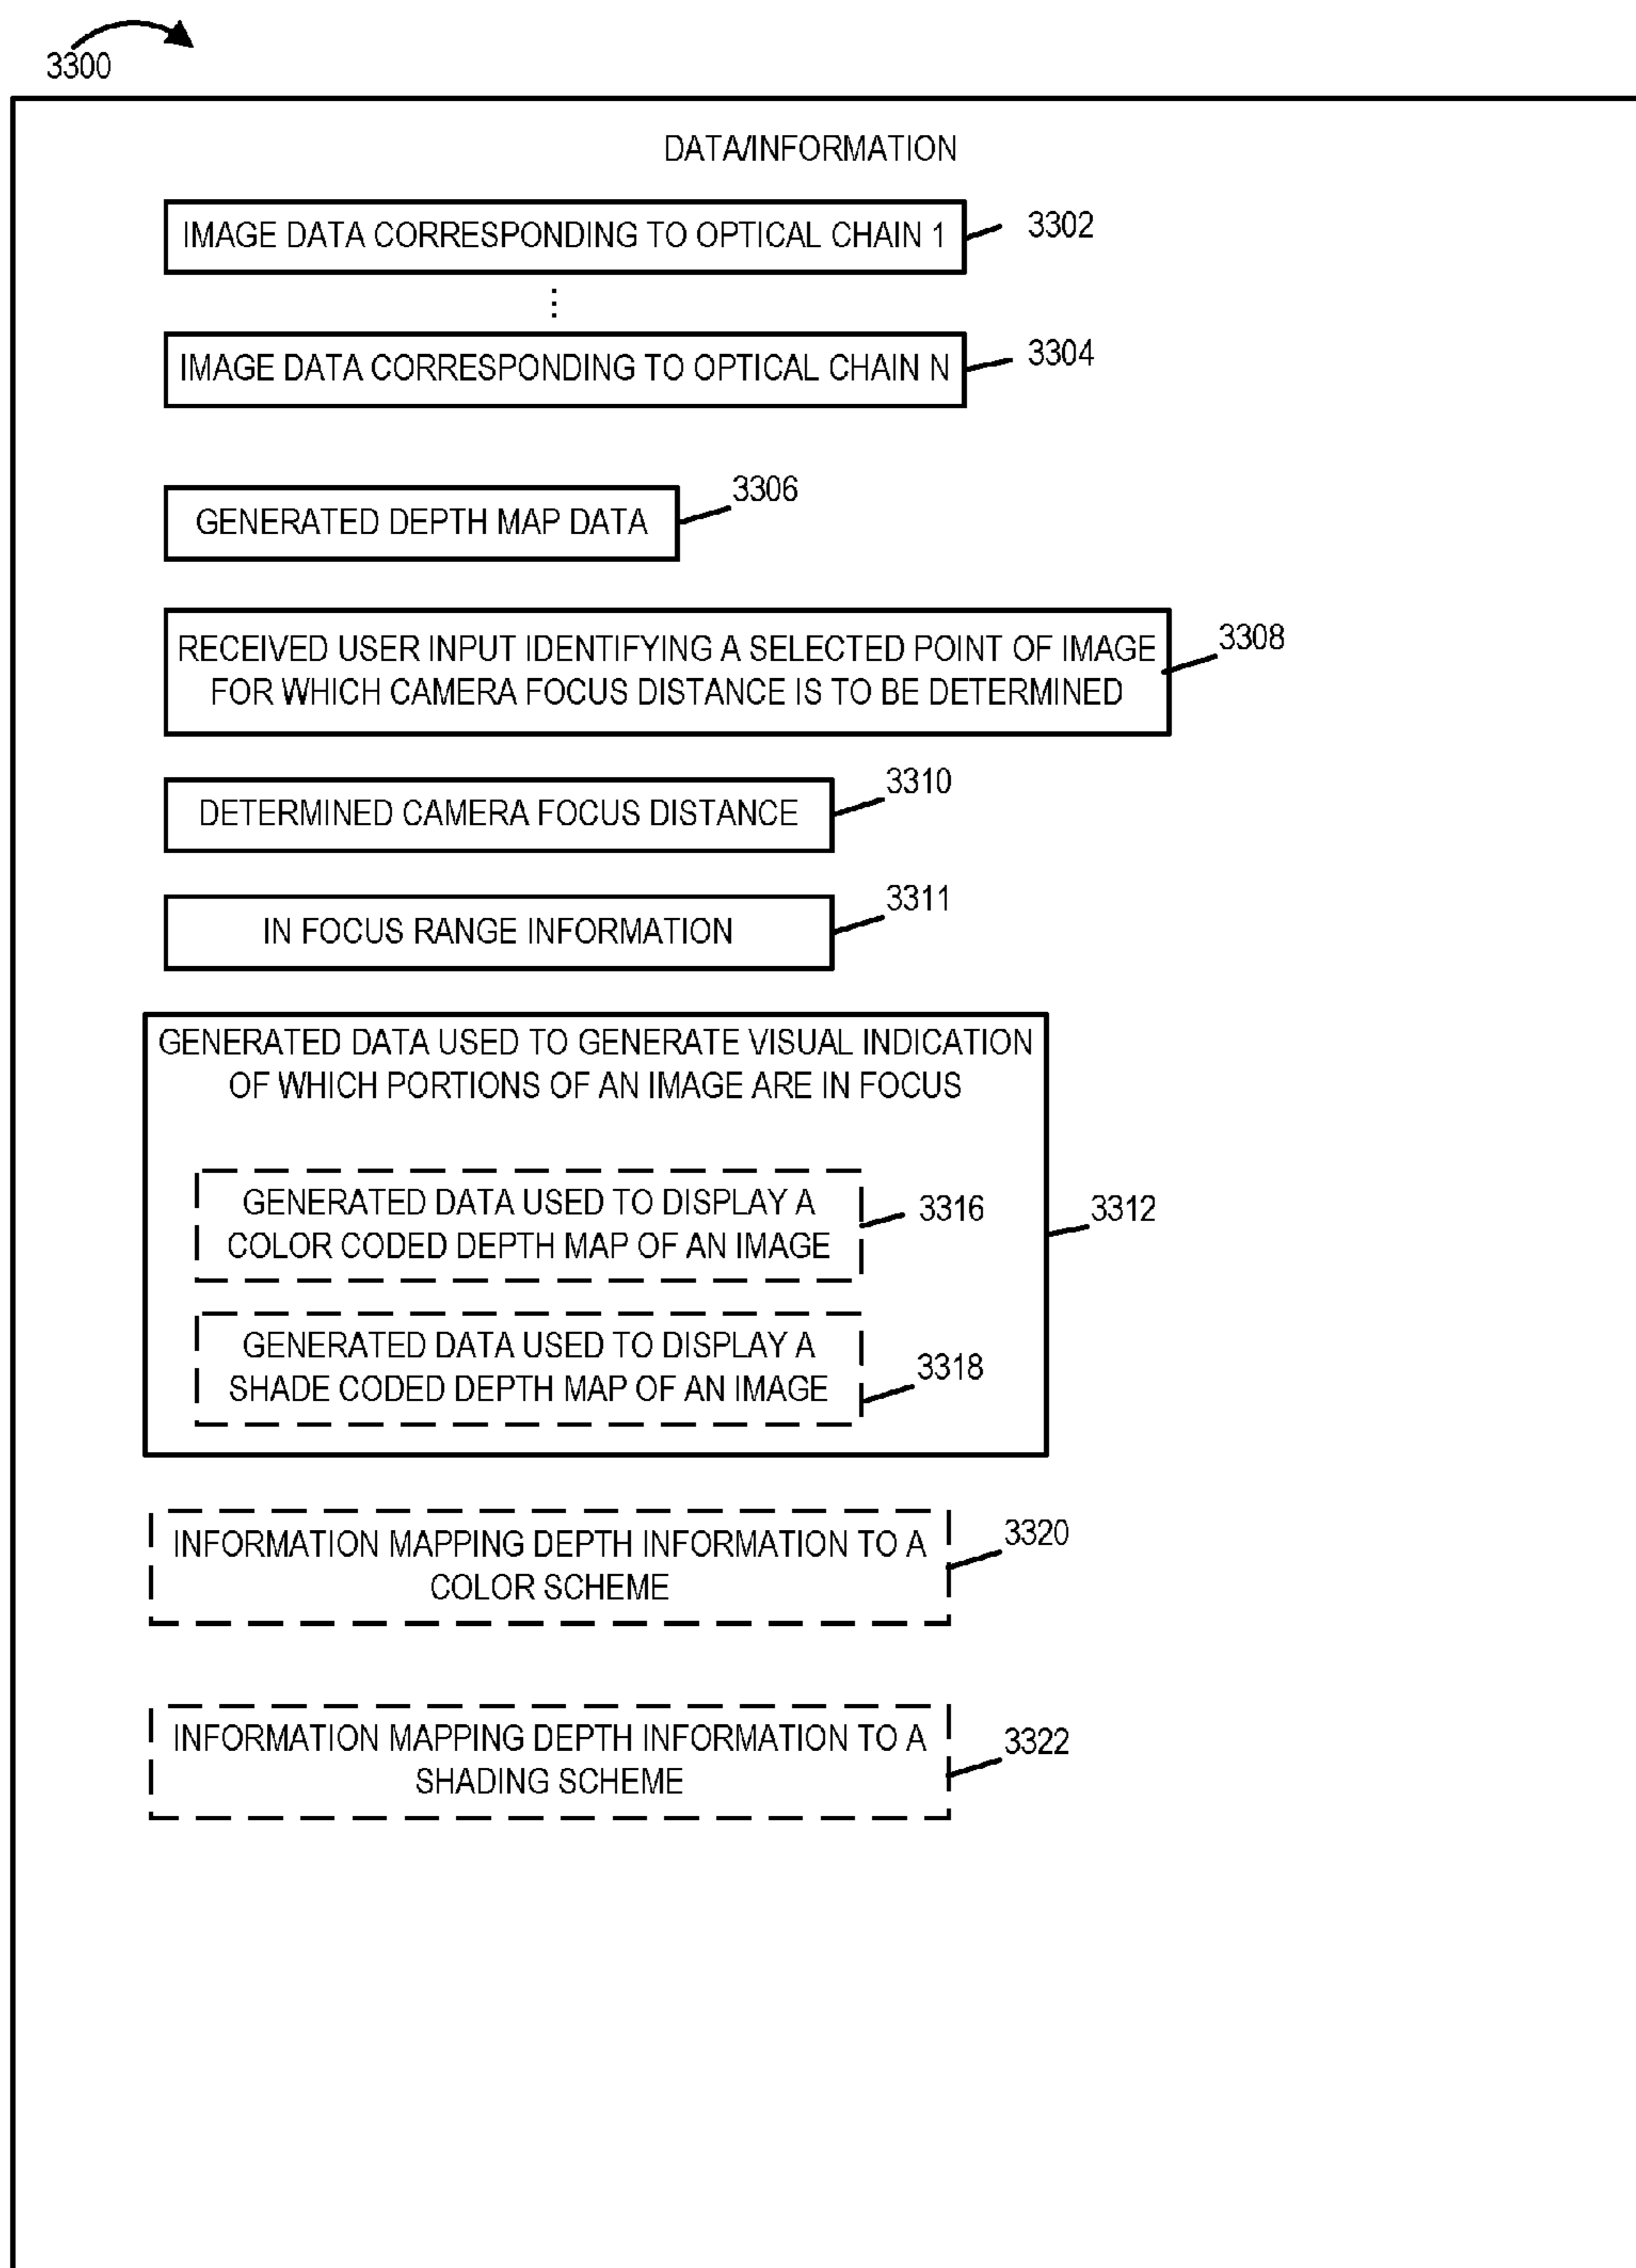 3300
DATA/INFORMATION
IMAGE DATA CORRESPONDING TO OPTICAL CHAIN 1
3302
⋮
IMAGE DATA CORRESPONDING TO OPTICAL CHAIN N
3304
GENERATED DEPTH MAP DATA
3306
RECEIVED USER INPUT IDENTIFYING A SELECTED POINT OF IMAGE
FOR WHICH CAMERA FOCUS DISTANCE IS TO BE DETERMINED
3308
DETERMINED CAMERA FOCUS DISTANCE
3310
IN FOCUS RANGE INFORMATION
3311
GENERATED DATA USED TO GENERATE VISUAL INDICATION
OF WHICH PORTIONS OF AN IMAGE ARE IN FOCUS
GENERATED DATA USED TO DISPLAY A
COLOR CODED DEPTH MAP OF AN IMAGE
3316
3312
GENERATED DATA USED TO DISPLAY A
SHADE CODED DEPTH MAP OF AN IMAGE
3318
INFORMATION MAPPING DEPTH INFORMATION TO A
COLOR SCHEME
3320
INFORMATION MAPPING DEPTH INFORMATION TO A
SHADING SCHEME
3322